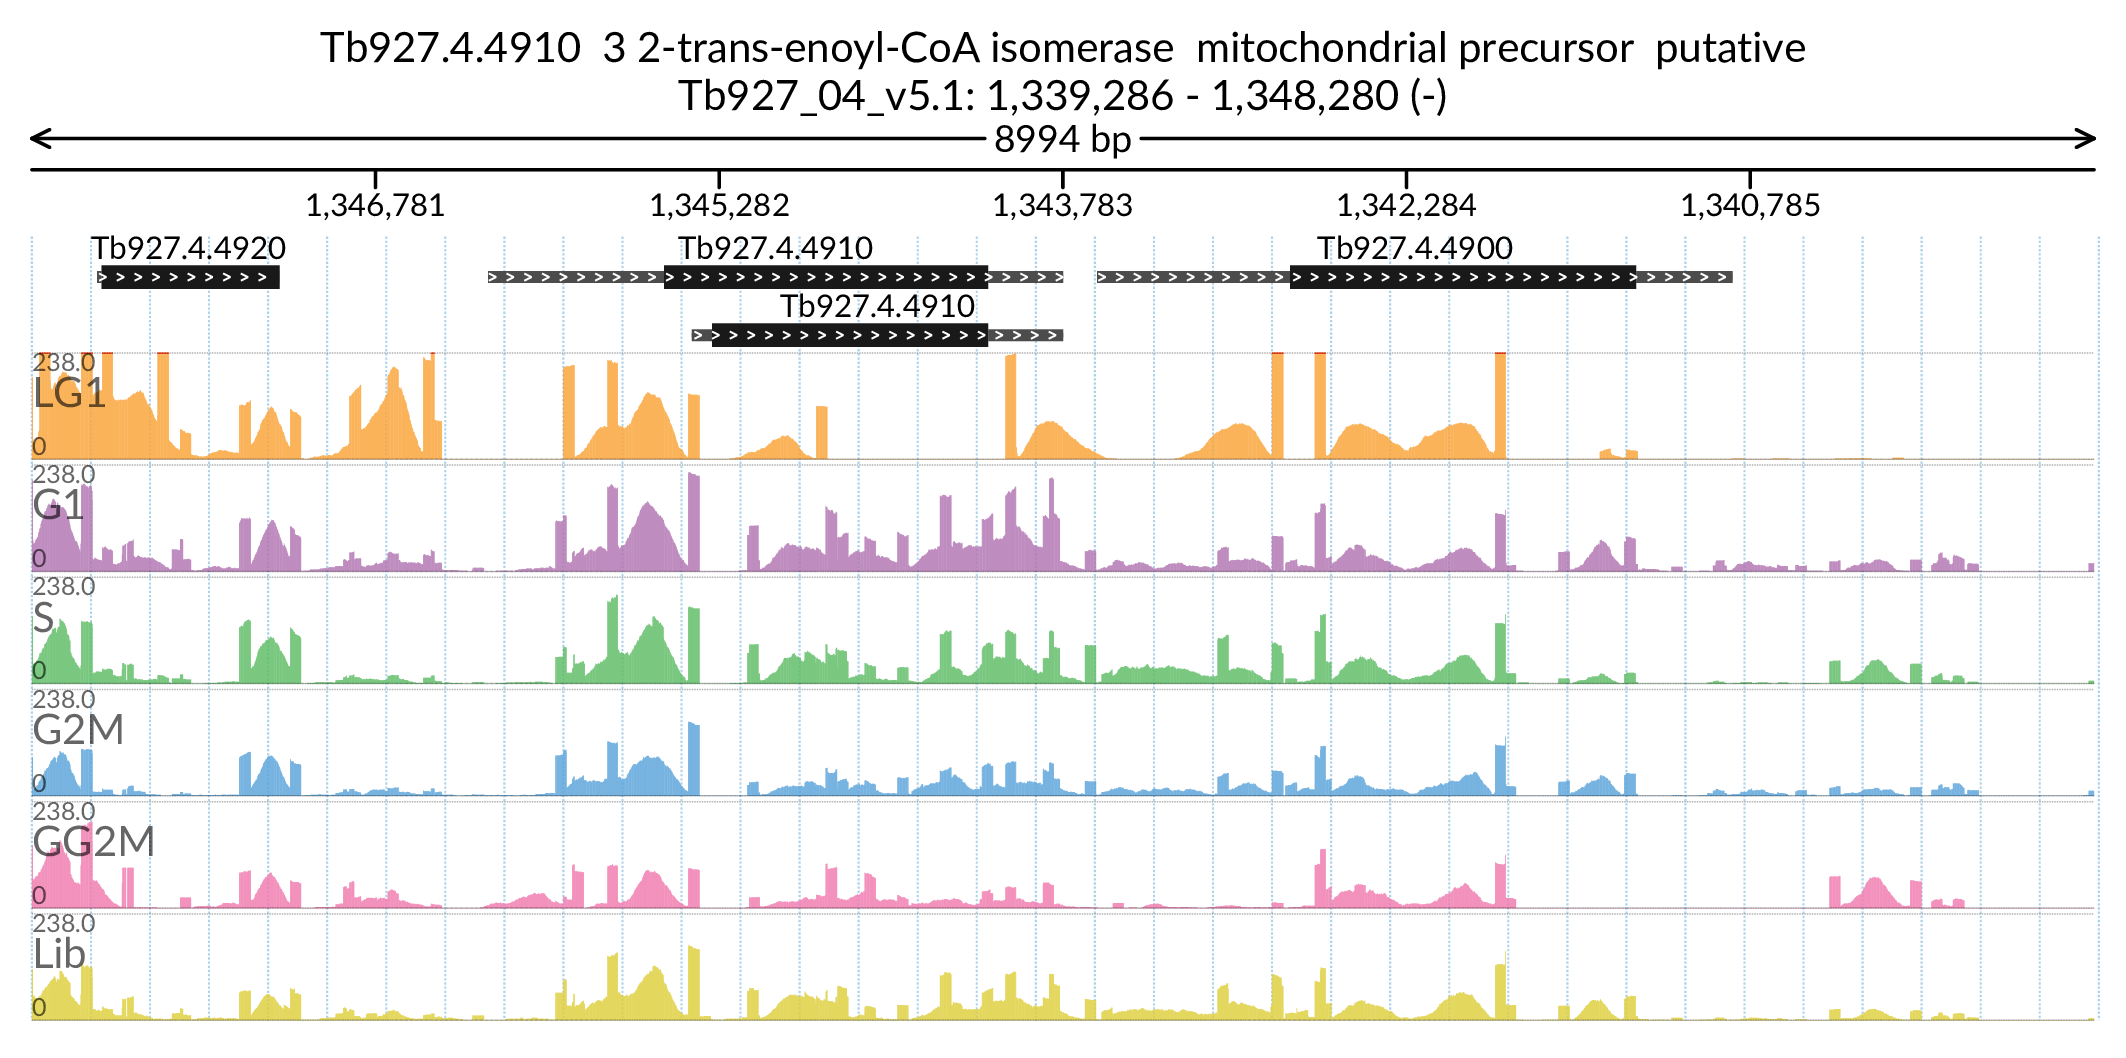 Tb927.4.4910 3 2-trans-enoyl-CoA isomerase mitochondrial precursor putative
Tb927_04_v5.1: 1,339,286 - 1,348,280 (-)
8994 bp
1,346,781 1,345,282 1,343,783 1,342,284 1,340,785
Tb927.4.4920 Tb927.4.4910 Tb927.4.4900
Tb927.4.4910
238.0
LG1
0
238.0
G1
0
238.0
S
0
238.0
G2M
0
238.0
GG2M
0
238.0
Lib
0